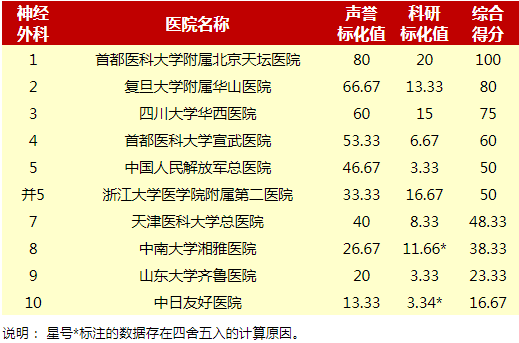 神经外科 医院名称 声誉标化值 科研标化值 综合得分
1 首都医科大学附属北京天坛医院 80 20 100
2 复旦大学附属华山医院 66.67 13.33 80
3 四川大学华西医院 60 15 75
4 首都医科大学宣武医院 53.33 6.67 60
5 中国人民解放军总医院 46.67 3.33 50
并5 浙江大学医学院附属第二医院 33.33 16.67 50
7 天津医科大学总医院 40 8.33 48.33
8 中南大学湘雅医院 26.67 11.66* 38.33
9 山东大学齐鲁医院 20 3.33 23.33
10 中日友好医院 13.33 3.34* 16.67
说明： 星号*标注的数据存在四舍五入的计算原因。